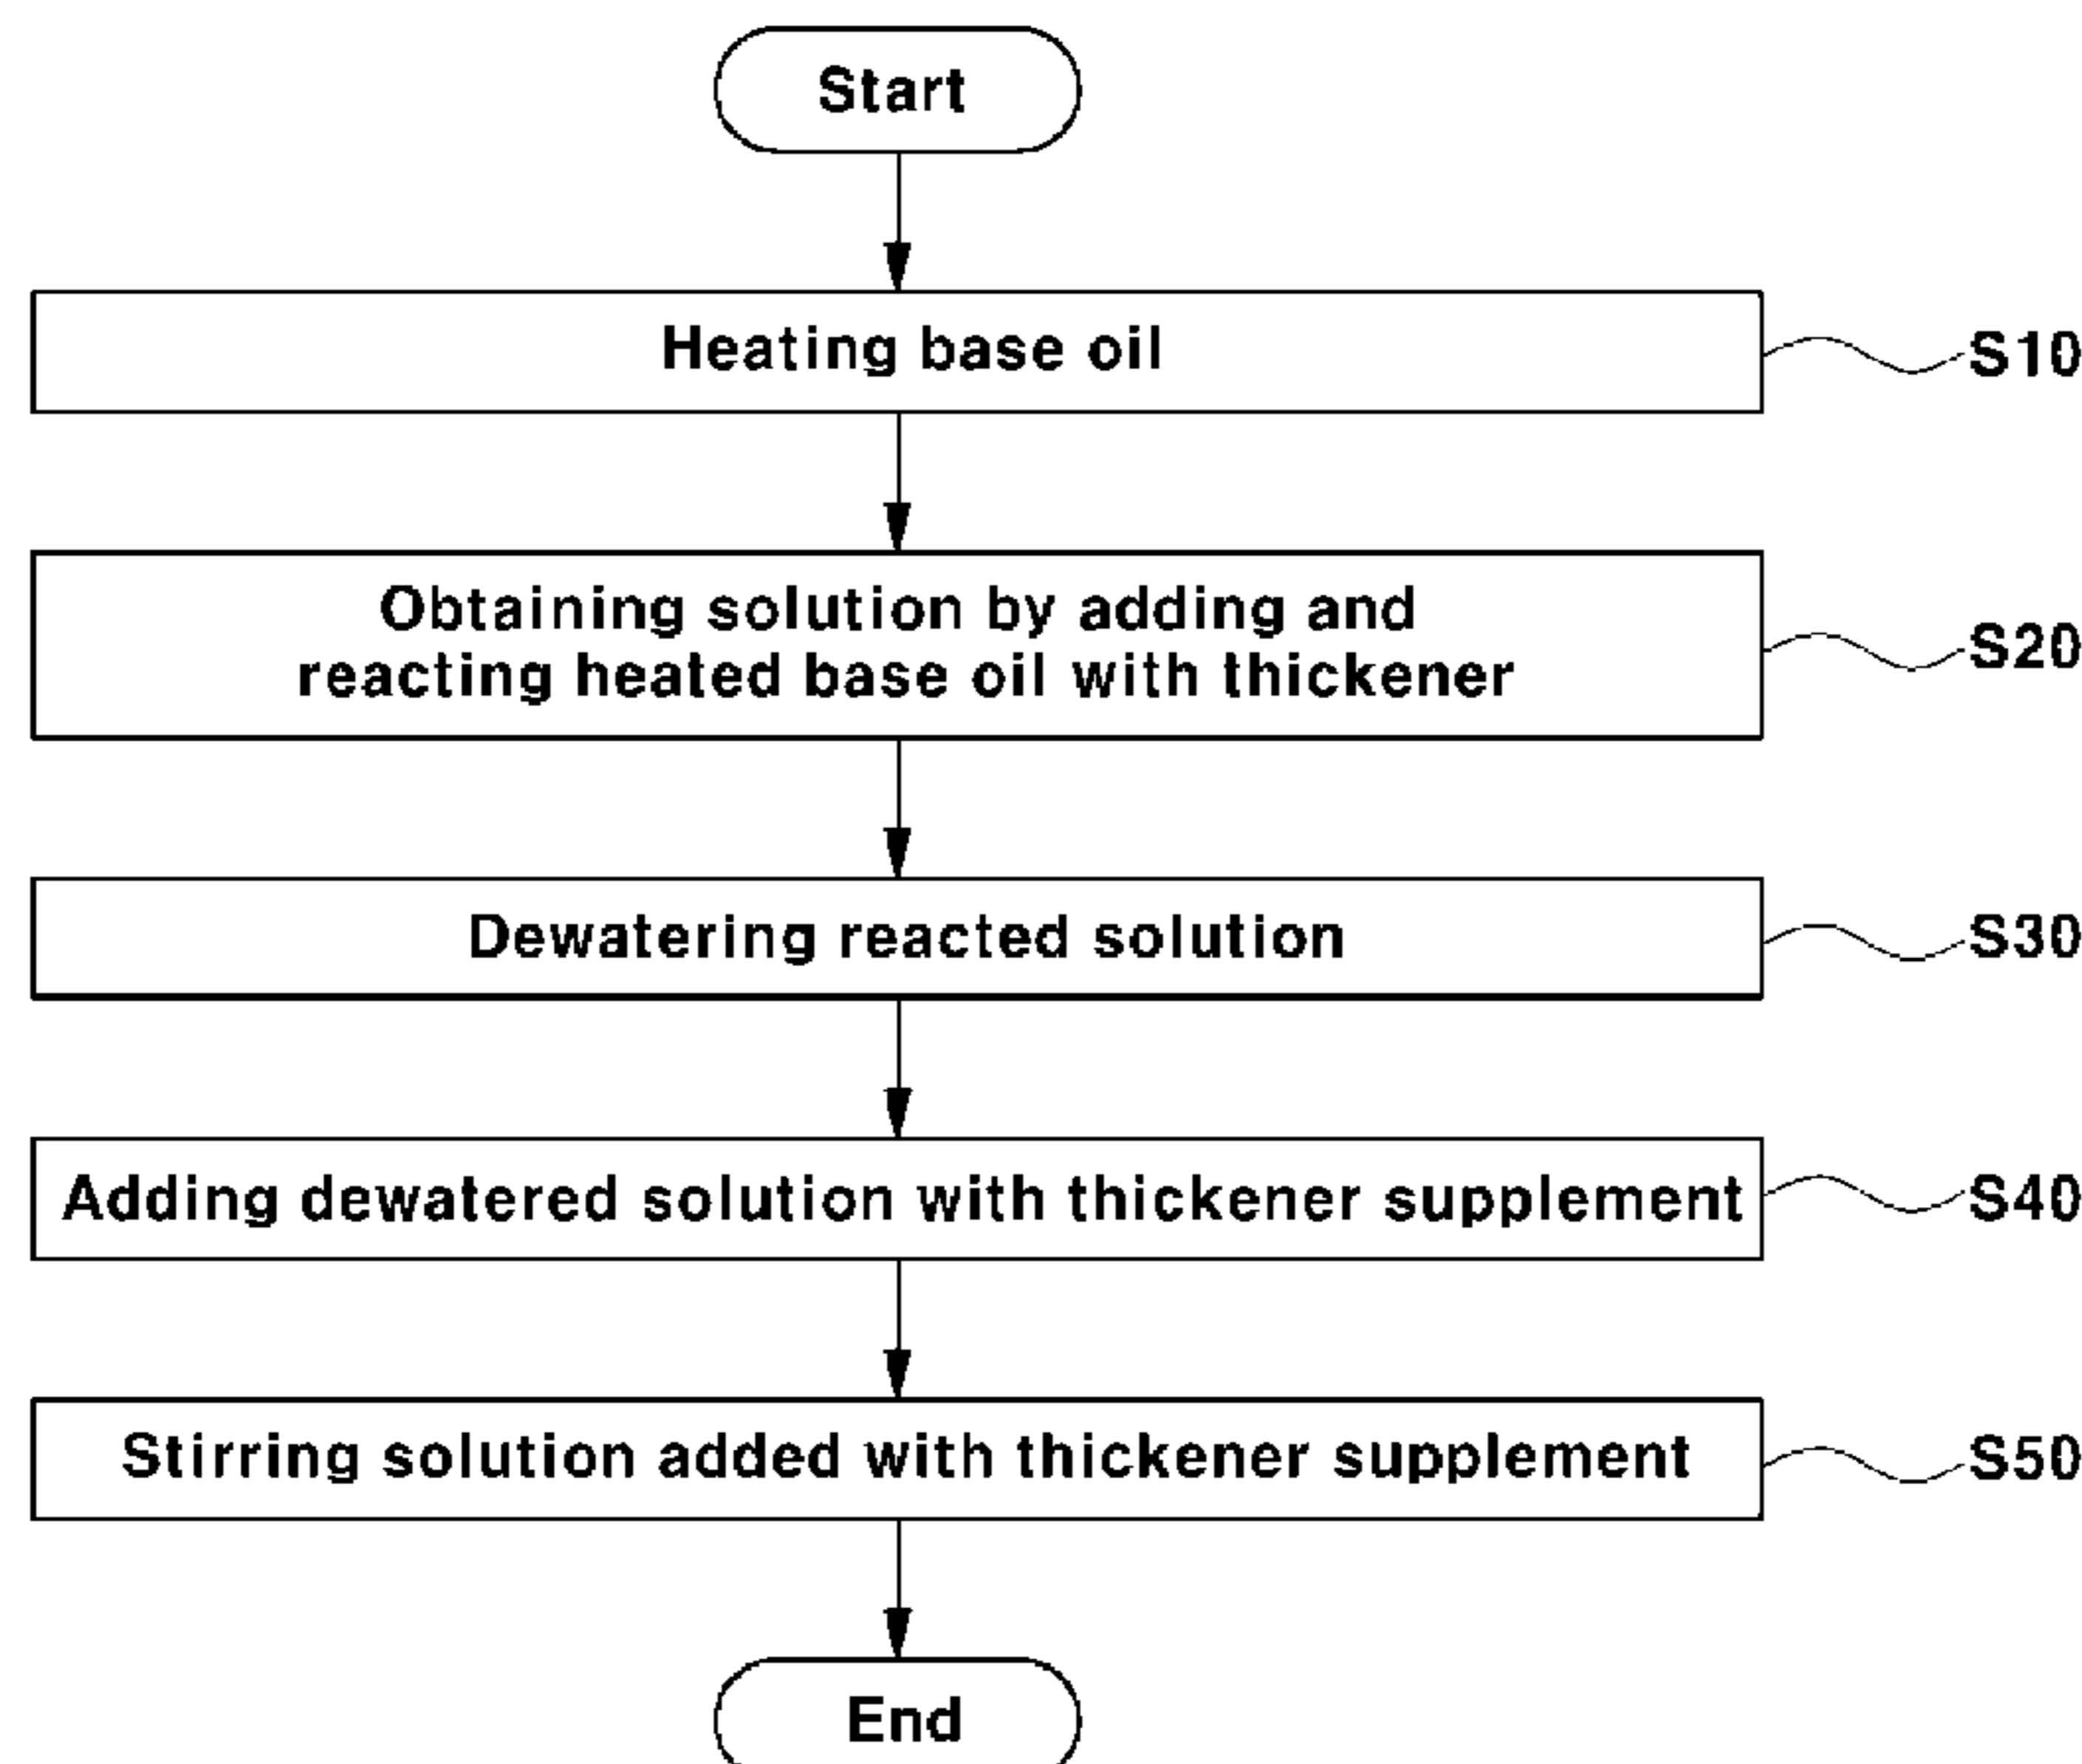 Start
Heating base oil
S10
Obtaining solution by adding and
reacting heated base oil with thickener
S20
Dewatering reacted solution
S30
Adding dewatered solution with thickener supplement
S40
Stirring solution added with thickener supplement
S50
End